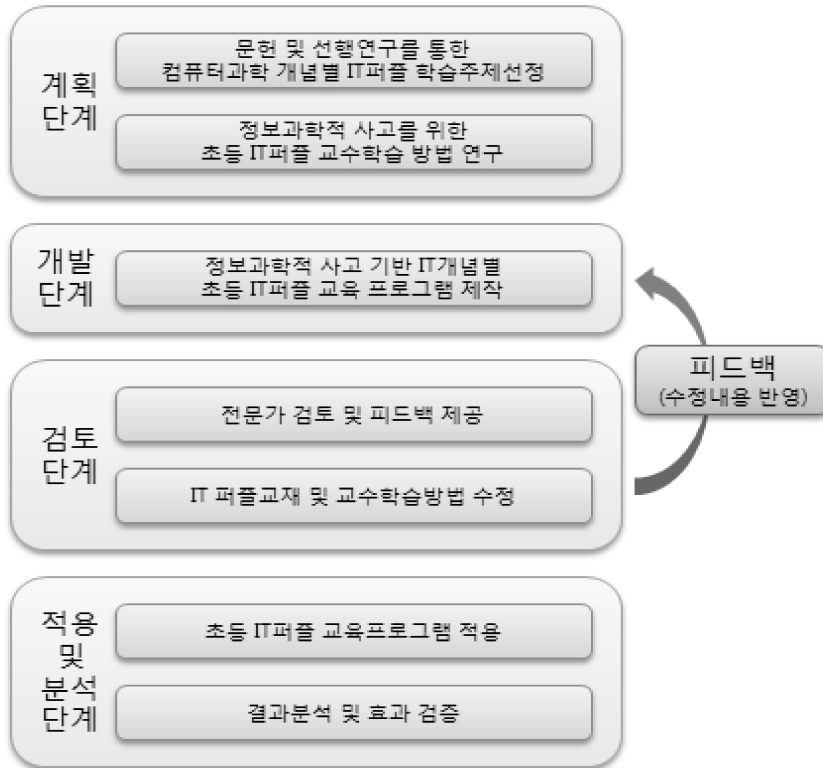 계획
단계
문헌 및 선행연구를 통한
컴퓨터과학 개념별 IT퍼플 학습주제선정
정보과학적 사고를 위한
초등 IT퍼플 교수학습 방법 연구
개발
단계
정보과학적 사고 기반 IT개념별
초등 IT퍼플 교육 프로그램 제작
피드백
(수정내용 반영)
검토
단계
전문가 검토 및 피드백 제공
IT 퍼플교재 및 교수학습방법 수정
적용
및
분석
단계
초등 IT퍼플 교육프로그램 적용
결과분석 및 효과 검증